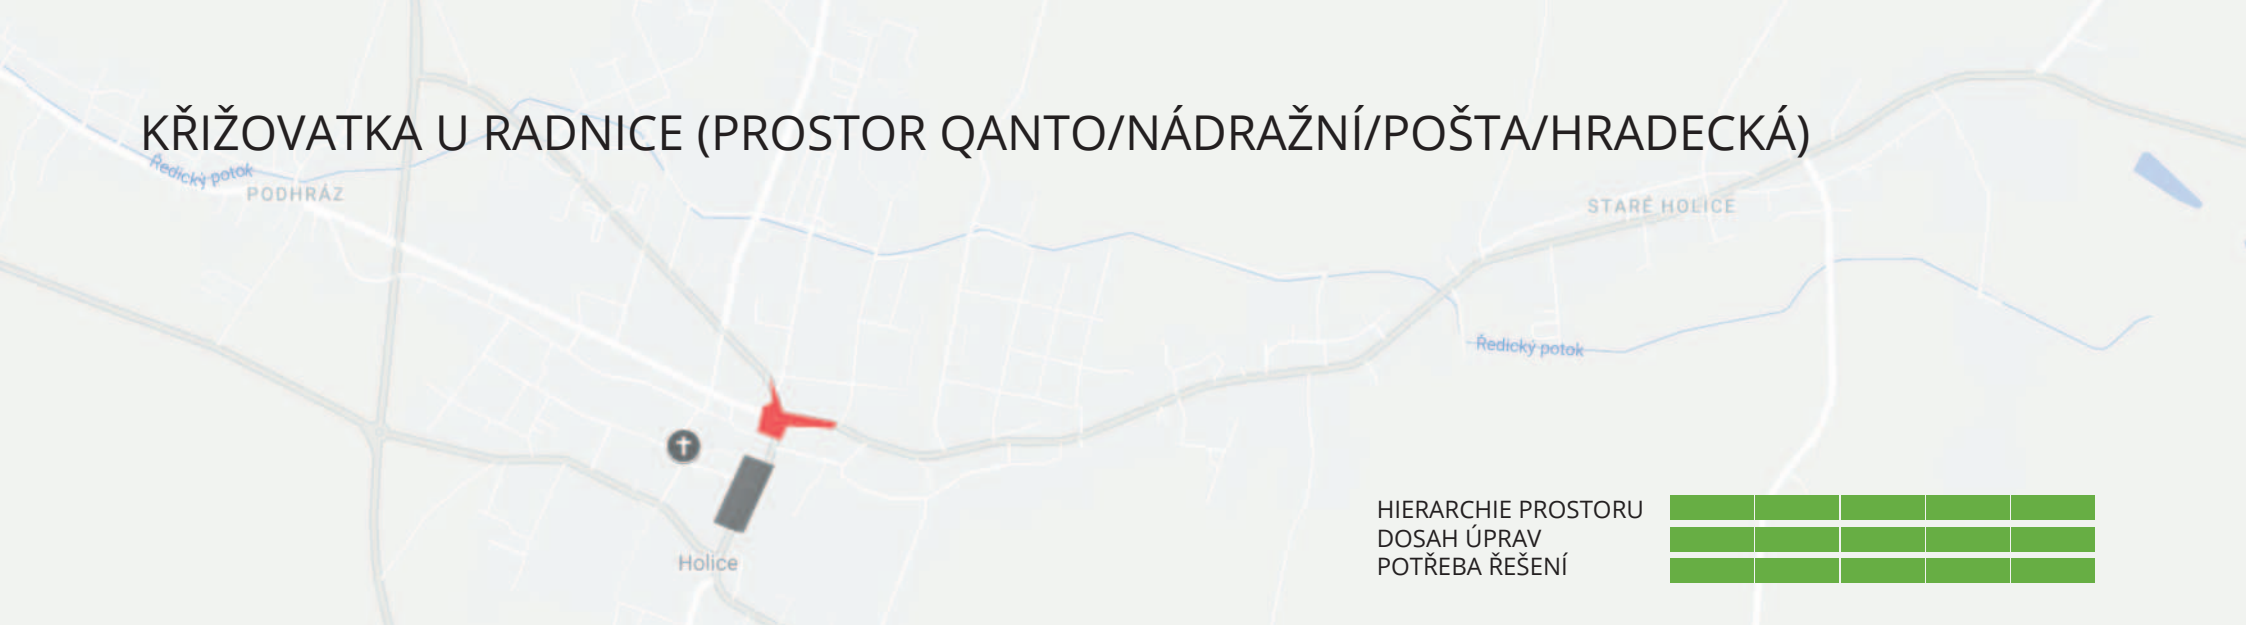 KŘIŽOVATKA U RADNICE (PROSTOR QANTO/NÁDRAŽNÍ/POŠTA/HRADECKÁ)
Ředický potok
PODHRÁZ
STARÉ HOLICE
Ředický potok
Holice
HIERARCHIE PROSTORU
DOSAH ÚPRAV
POTŘEBA ŘEŠENÍ